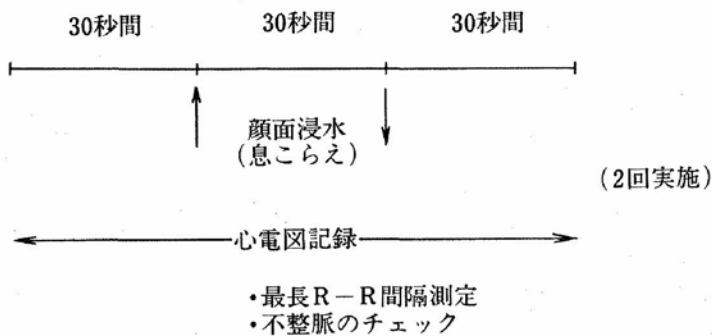 30秒間 30秒間 30秒間
顔面浸水
(息こらえ)
(2回実施)
心電図記録
・最長R－R間隔測定
・不整脈のチェック